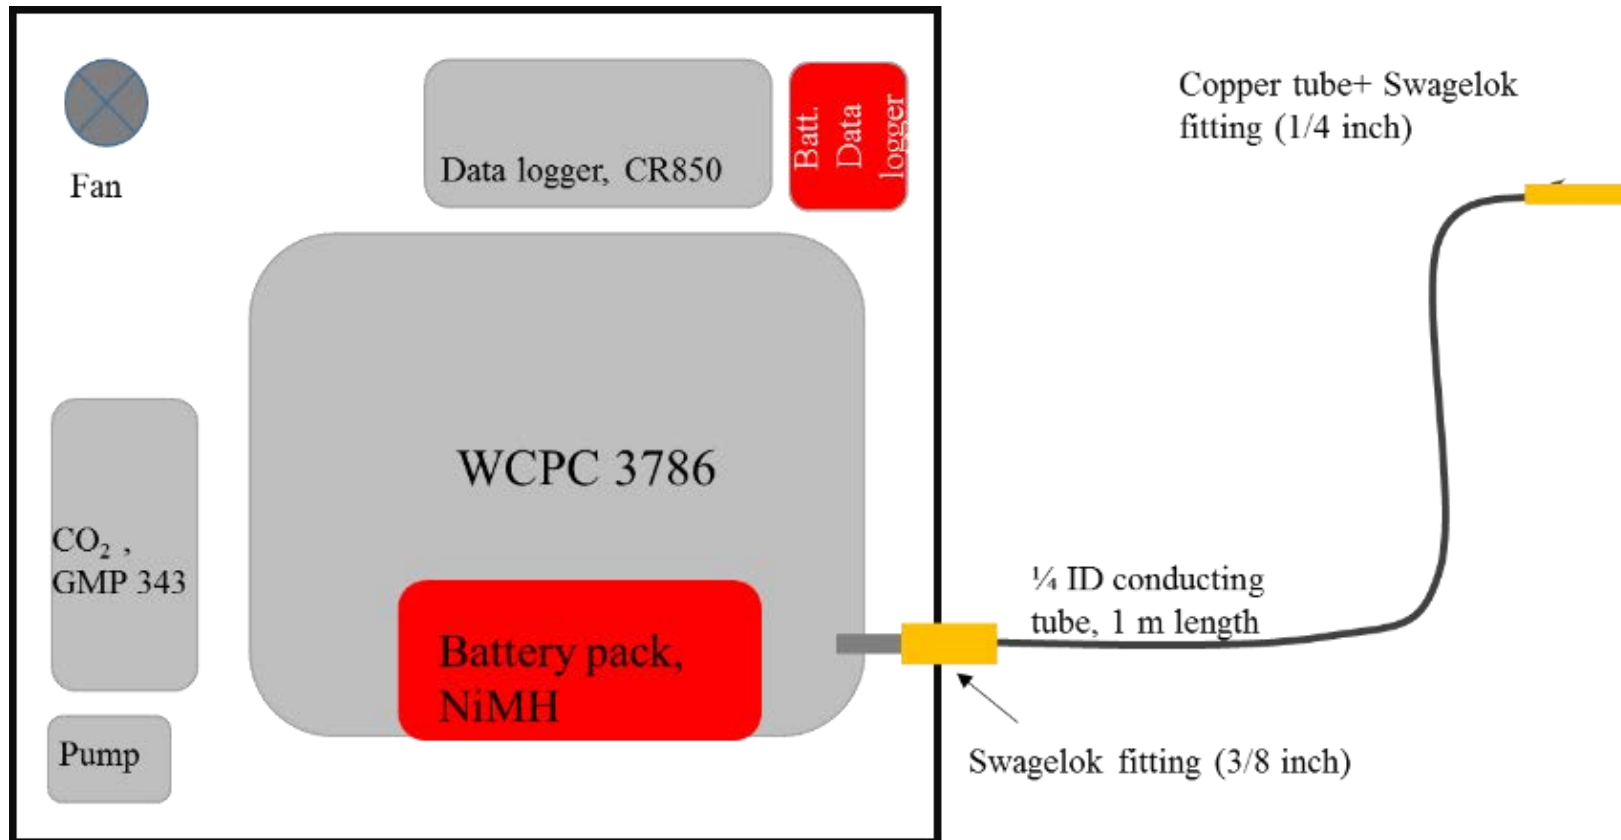 Copper tube+ Swagelok
fitting (1/4 inch)
Batt.
Data
logger
Data logger, CR850
Fan
WCPC 3786
CO₂ ,
GMP 343
¼ ID conducting
tube, 1 m length
Battery pack,
NiMH
Pump
Swagelok fitting (3/8 inch)